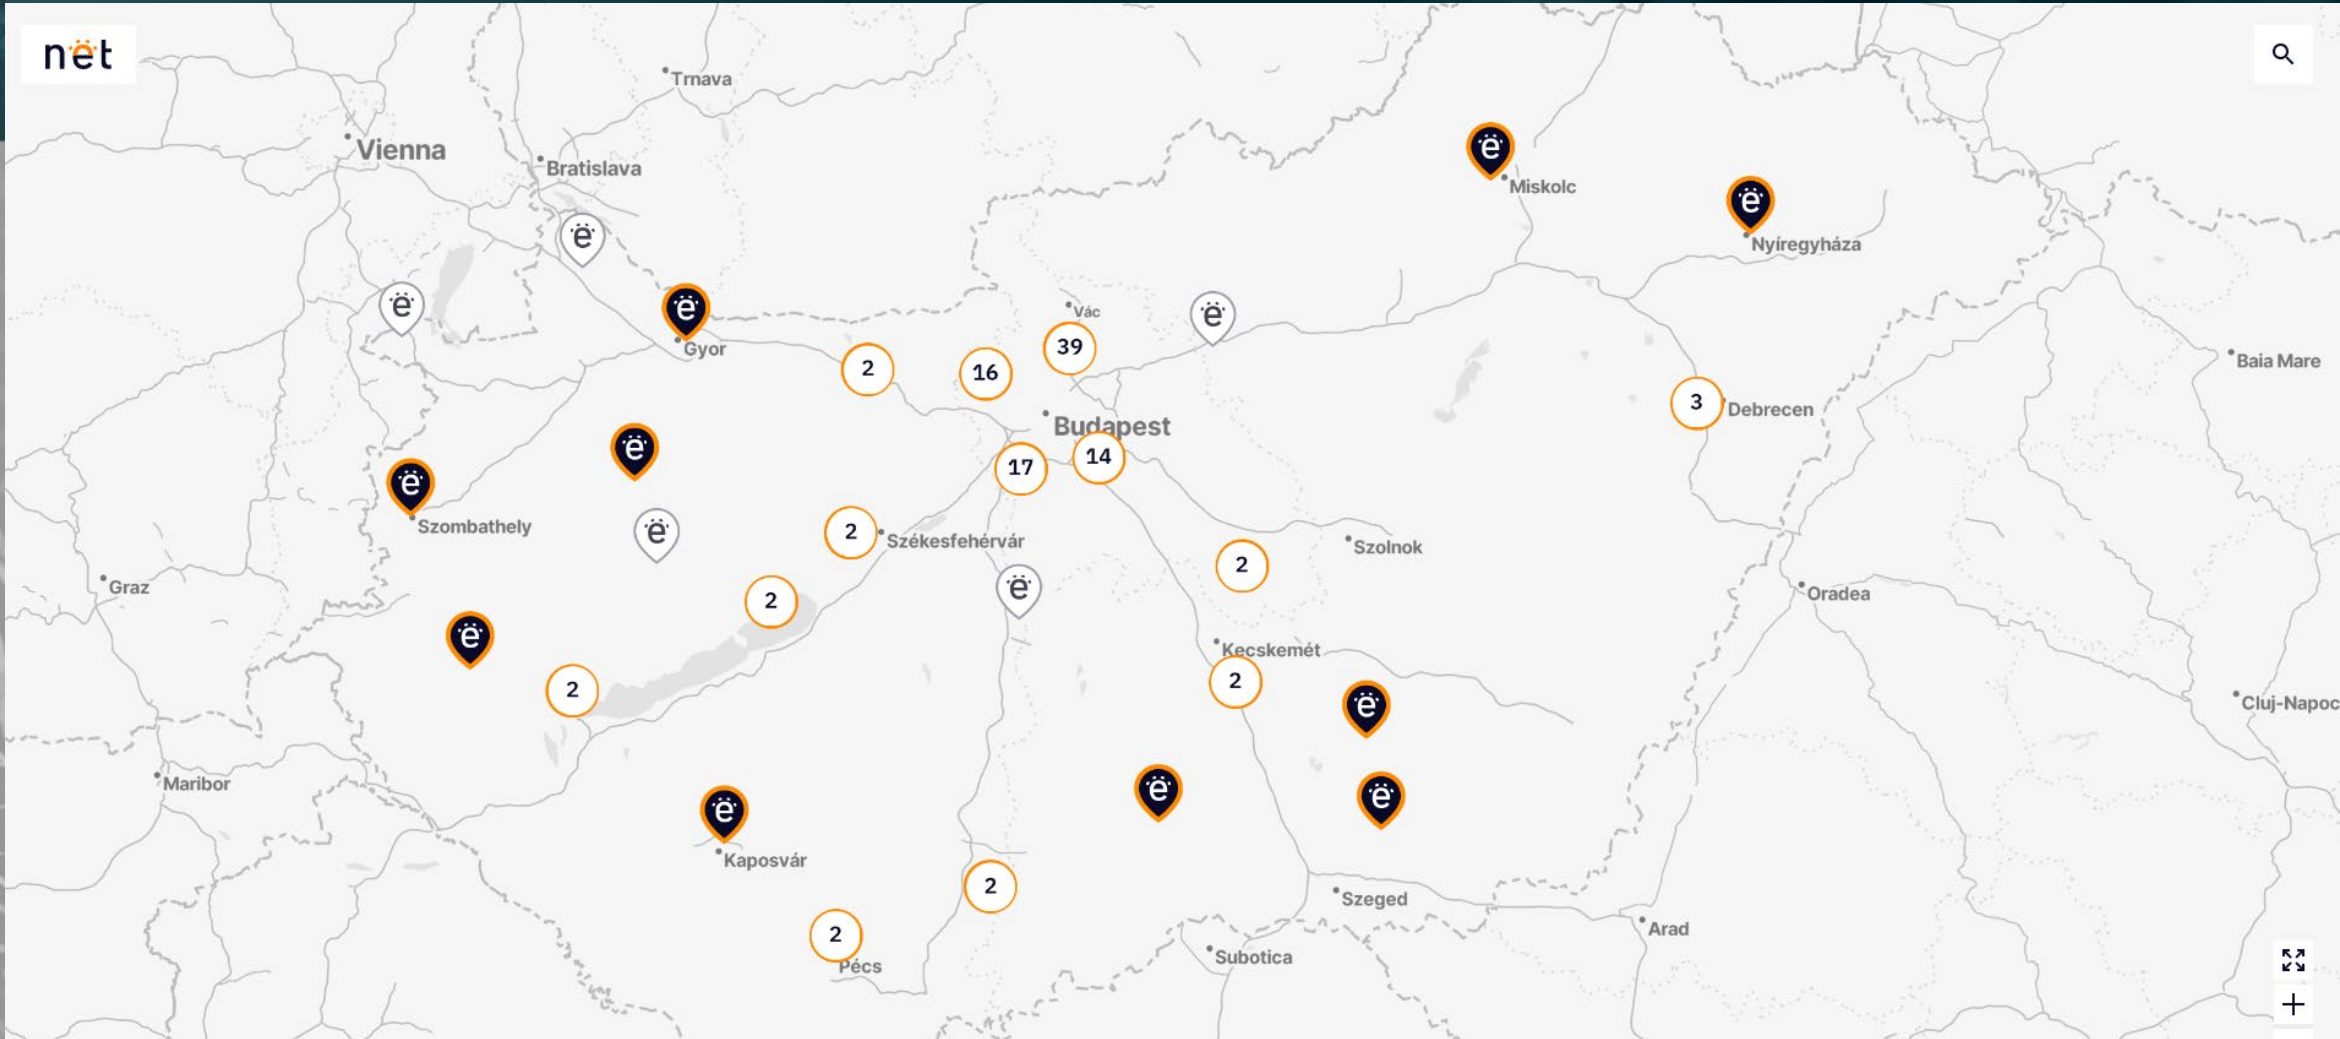 nët
Trnava
Vienna
Bratislava
ë
Miskolc
ë
Nyíregyháza
ë
ë
ë
Gyor
Vác
ë
39
2
16
Baia Mare
3
Debrecen
Budapest
ë
14
17
ë
Szombathely
ë
2
Székesfehérvár
Szolnok
2
ë
Graz
Oradea
2
ë
Kecskemét
2
2
ë
Cluj-Napoc
Maribor
ë
ë
ë
Kaposvár
2
Szeged
Arad
2
Pécs
Subotica